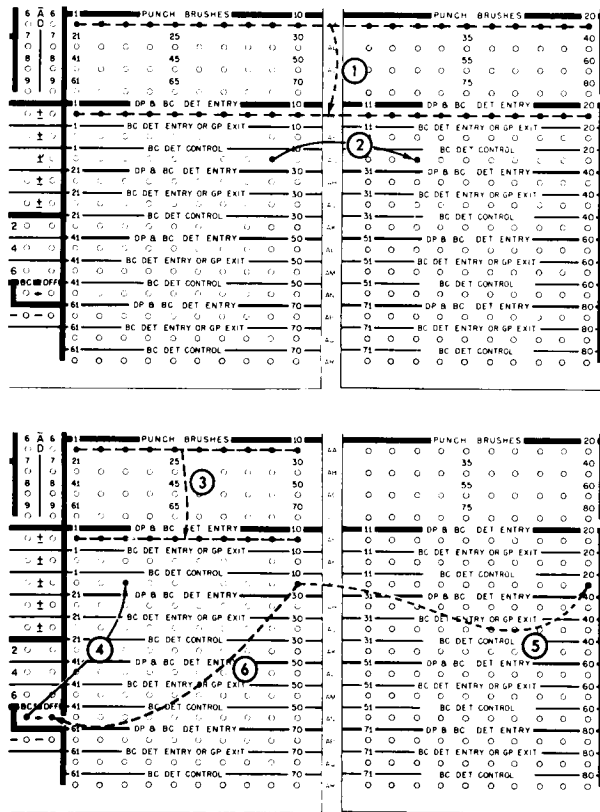 6 Ā 6 1 PUNCH BRUSHES 10 20
D
7 7 21 25 30 35 40
8 8 41 45 50 55 60
9 9 61 65 70 75 80
1
1 DP & BC DET ENTRY 10 11 DP & BC DET ENTRY 20
±
1 BC DET ENTRY OR GP EXIT 10 11 BC DET ENTRY OR GP EXIT 20
±
2
1 BC DET CONTROL 10 BC DET CONTROL 20
21 DP & BC DET ENTRY 30 31 DP & BC DET ENTRY 40
±
21 BC DET ENTRY OR GP EXIT 30 31 BC DET ENTRY OR GP EXIT 40
±
21 BC DET CONTROL 30 31 BC DET CONTROL 40
2
41 DP & BC DET ENTRY 50 51 DP & BC DET ENTRY 60
4
41 BC DET ENTRY OR GP EXIT 50 51 BC DET ENTRY OR GP EXIT 60
6 AM
BC OFF 41 BC DET CONTROL 50 51 BC DET CONTROL 60
AN
61 DP & BC DET ENTRY 70 71 DP & BC DET ENTRY 80
61 BC DET ENTRY OR GP EXIT 70 71 BC DET ENTRY OR GP EXIT 80
61 BC DET CONTROL 70 71 BC DET CONTROL 80
6 Ā 6 1 PUNCH BRUSHES 10 PUNCH BRUSHES 20
D AA
7 7 21 25 30 35 40
8 8 41 45 50 55 60
3
9 9 61 65 70 75 80
1 DP & BC DET ENTRY 10 11 DP & BC DET ENTRY 20
±
1 BC DET ENTRY OR GP EXIT 10 11 BC DET ENTRY OR GP EXIT 20
±
1 BC DET CONTROL 10 11 BC DET CONTROL 20
±
21 DP & BC DET ENTRY 30 31 DP & BC DET ENTRY 40
±
21 BC DET ENTRY OR GP EXIT 30 31 BC DET ENTRY OR GP EXIT 40
±
21 BC DET CONTROL 30 31 BC DET CONTROL 40
2 4 5
41 DP & BC DET ENTRY 50 51 DP & BC DET ENTRY 60
4 6
41 BC DET ENTRY OR GP EXIT 50 51 BC DET ENTRY OR GP EXIT 60
6 AM
BC OFF 41 BC DET CONTROL 50 51 BC DET CONTROL 60
AN
61 DP & BC DET ENTRY 70 71 DP & BC DET ENTRY 80
61 BC DET ENTRY OR GP EXIT 70 71 BC DET ENTRY OR GP EXIT 80
61 BC DET CONTROL 70 71 BC DET CONTROL 80